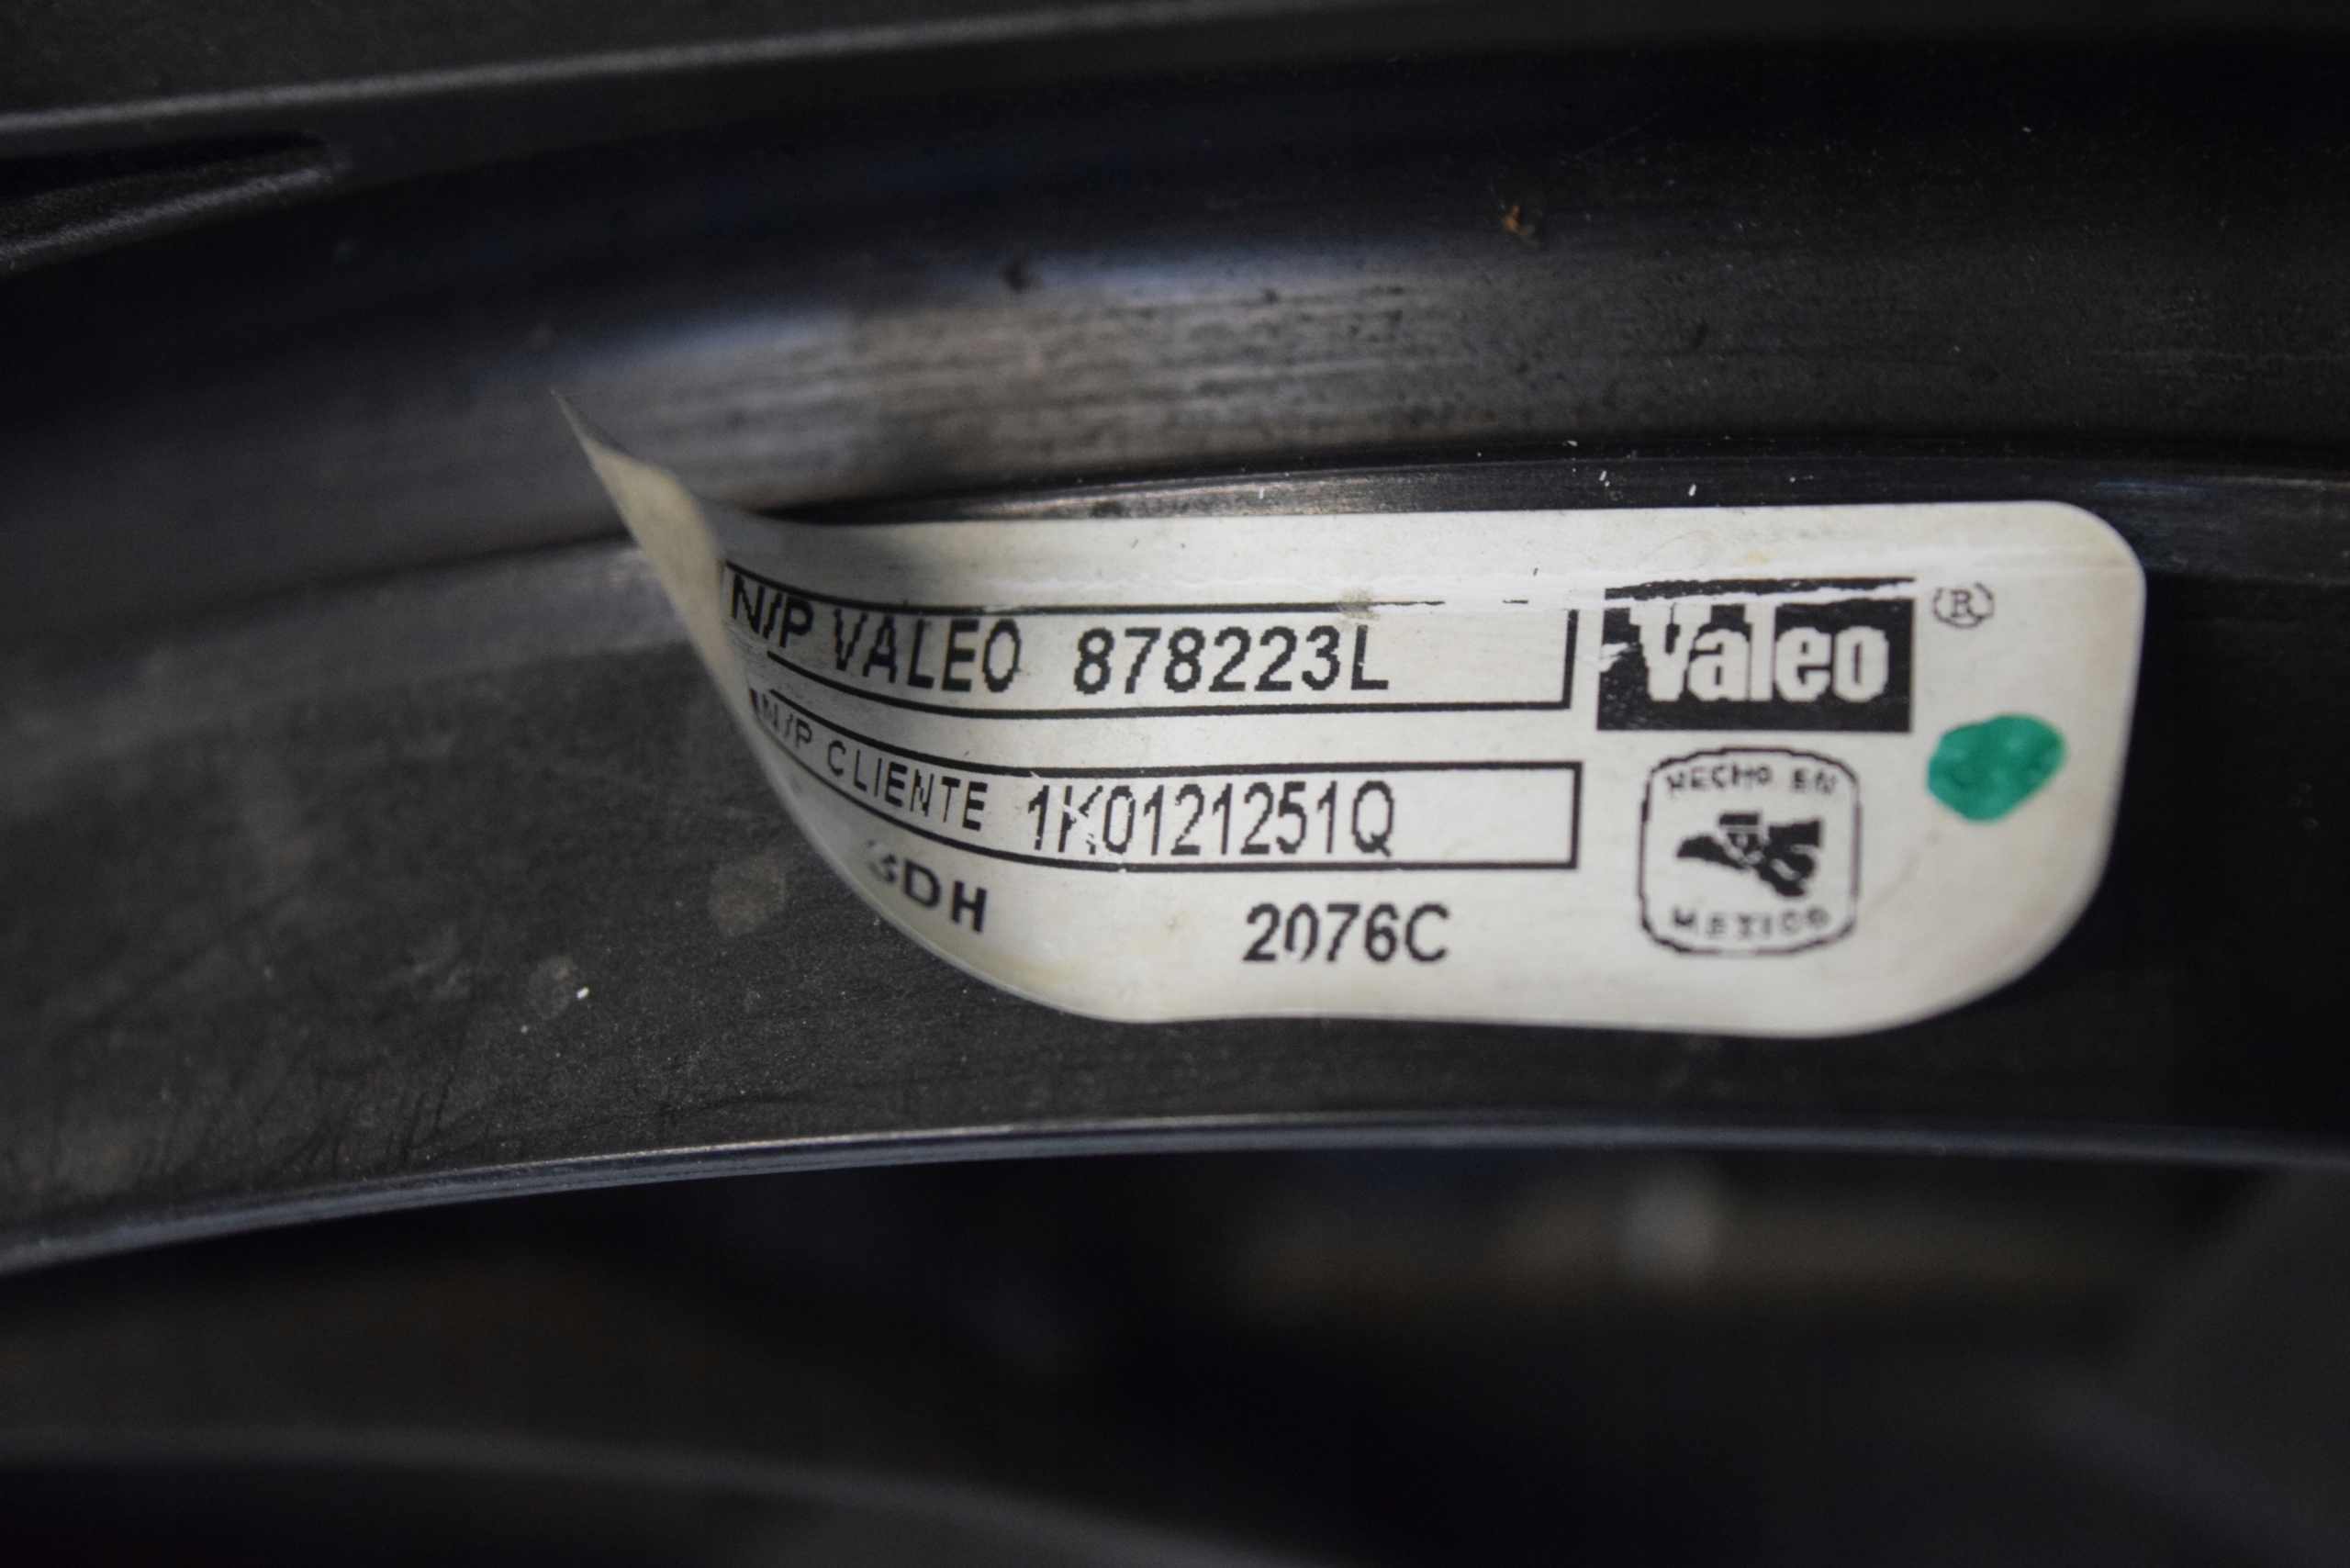 N/P VALEO 878223L
Valeo ®
N/P CLIENTE 1K0121251Q
HECHO EN
MEXICO
3DH
2076C